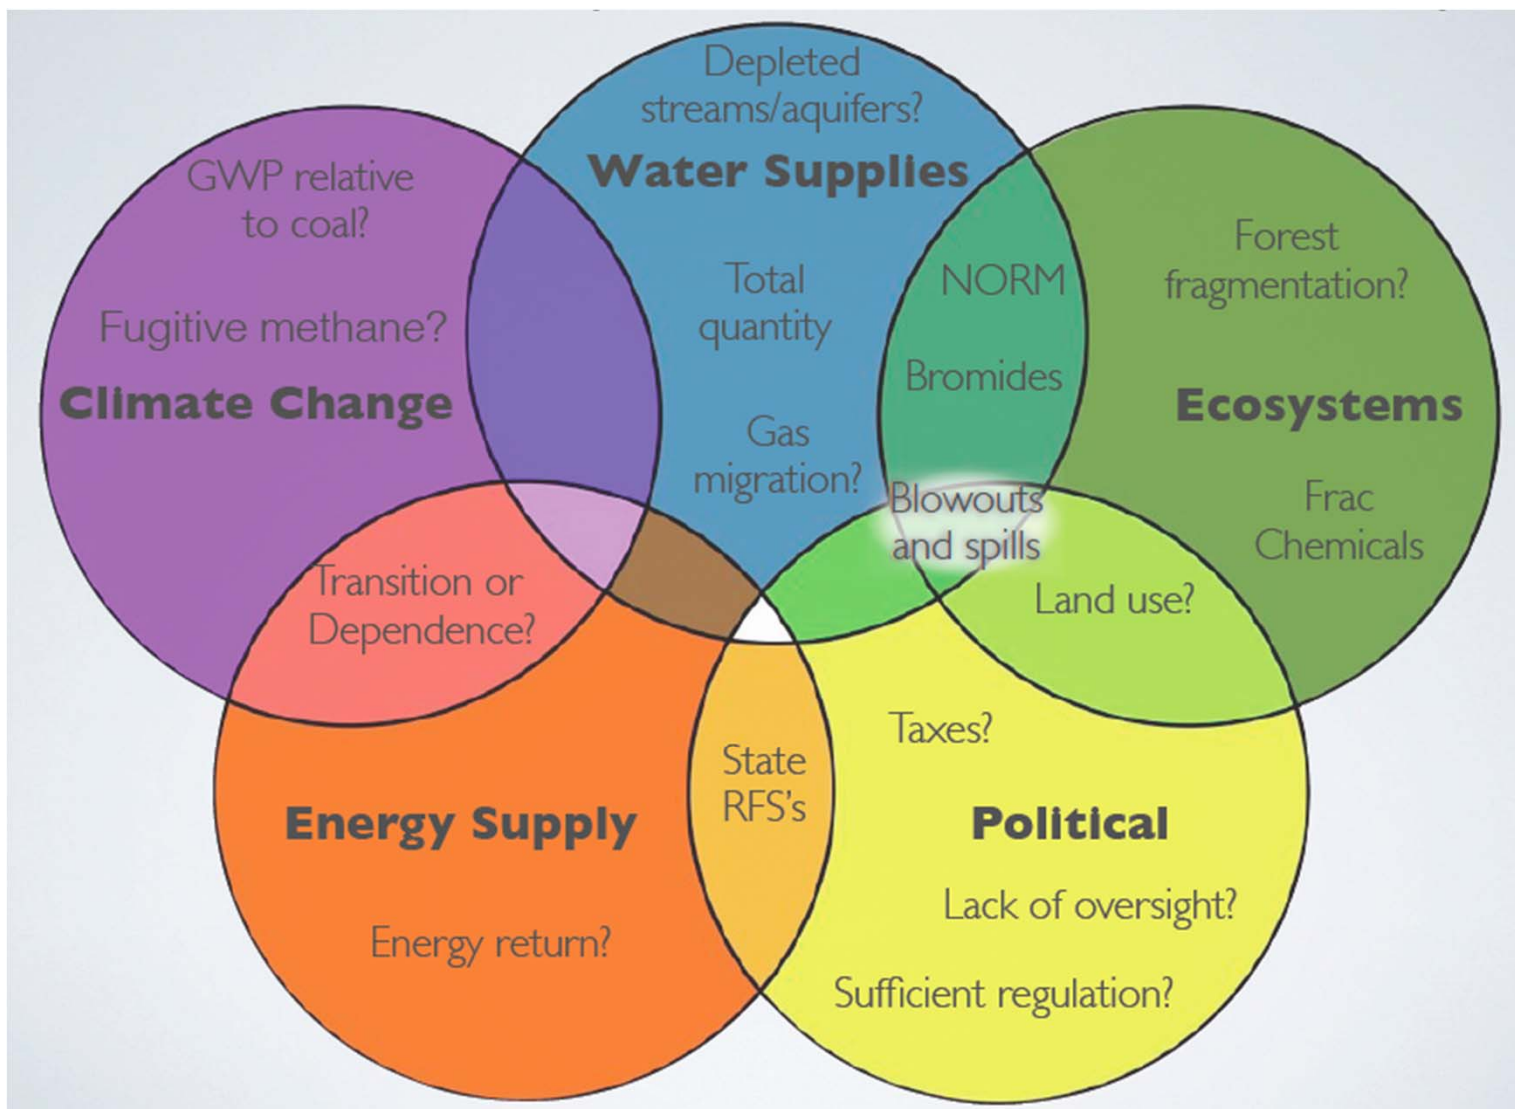 Depleted
streams/aquifers?
Water Supplies
Total
quantity
Gas
migration?
GWP relative
to coal?
Fugitive methane?
Climate Change
NORM
Bromides
Blowouts
and spills
Forest
fragmentation?
Ecosystems
Frac
Chemicals
Transition or
Dependence?
Land use?
Energy Supply
Energy return?
State
RFS's
Taxes?
Political
Lack of oversight?
Sufficient regulation?